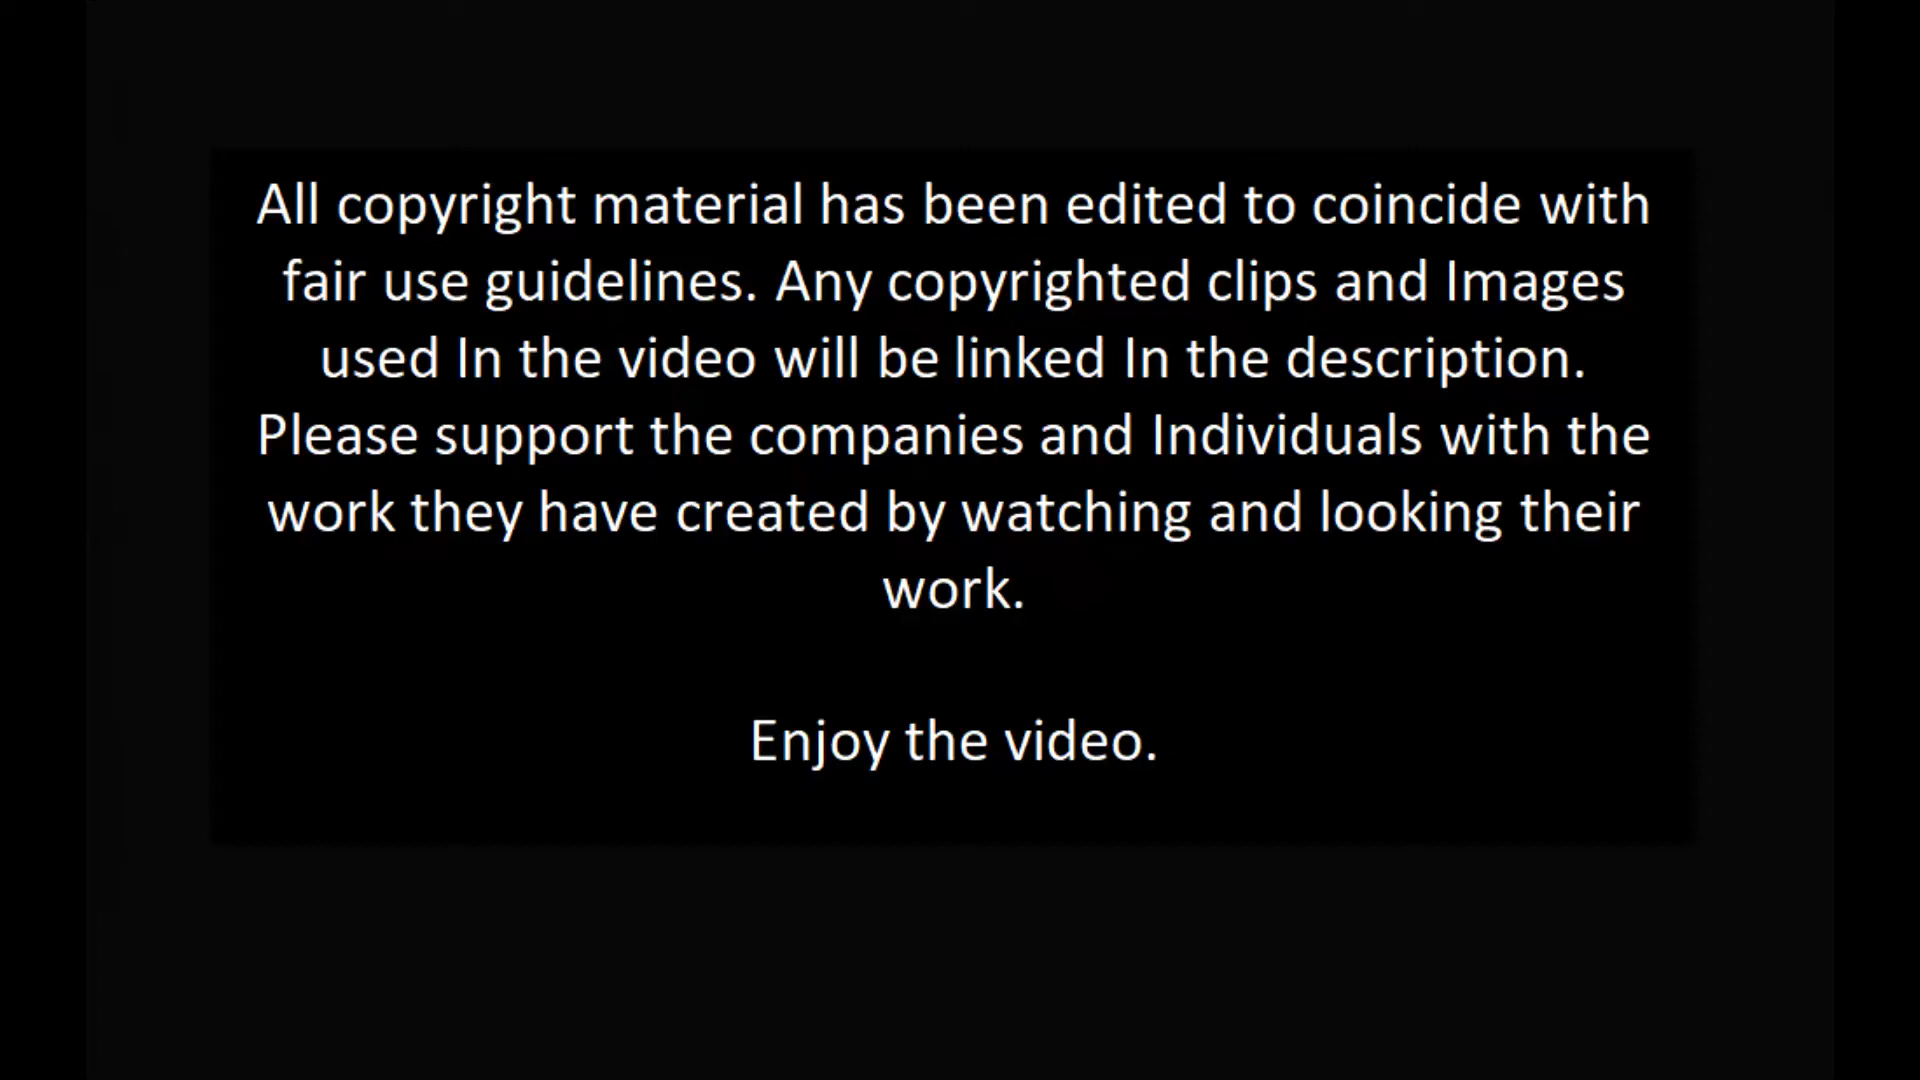 All copyright material has been edited to coincide with
fair use guidelines. Any copyrighted clips and Images
used In the video will be linked In the description.
Please support the companies and Individuals with the
work they have created by watching and looking their
work.
Enjoy the video.